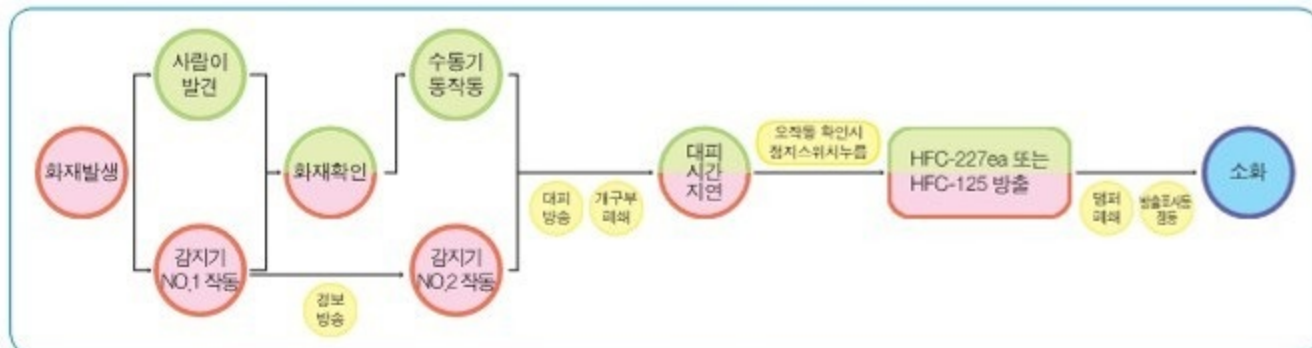 사람이
발견
수동기
동작동
화재발생
화재확인
대피
시간
지연
오작동 확인시
정지스위치누름
HFC-227ea 또는
HFC-125 방출
소화
대피
방송
개구부
폐쇄
댐퍼
폐쇄
방출표시등
점등
감지기
NO.1 작동
경보
방송
감지기
NO.2 작동